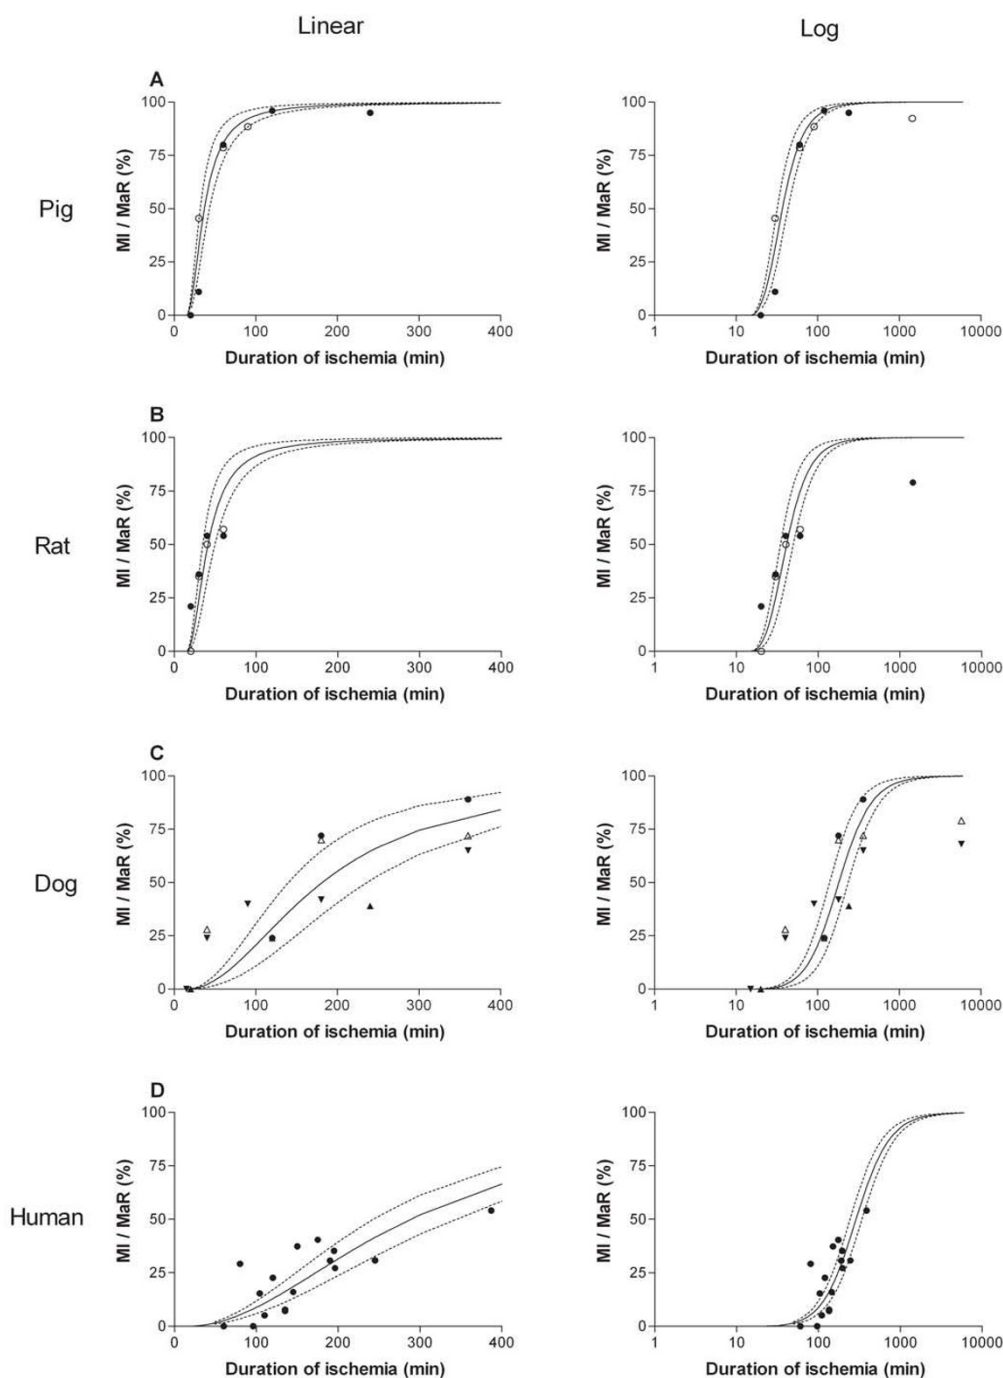 Linear
Log
A
Pig
MI / MaR (%)
100
75
50
25
0
0 100 200 300 400
Duration of ischemia (min)
MI / MaR (%)
100
75
50
25
0
1 10 100 1000 10000
Duration of ischemia (min)
B
Rat
MI / MaR (%)
100
75
50
25
0
0 100 200 300 400
Duration of ischemia (min)
MI / MaR (%)
100
75
50
25
0
1 10 100 1000 10000
Duration of ischemia (min)
C
Dog
MI / MaR (%)
100
75
50
25
0
0 100 200 300 400
Duration of ischemia (min)
MI / MaR (%)
100
75
50
25
0
1 10 100 1000 10000
Duration of ischemia (min)
D
Human
MI / MaR (%)
100
75
50
25
0
0 100 200 300 400
Duration of ischemia (min)
MI / MaR (%)
100
75
50
25
0
1 10 100 1000 10000
Duration of ischemia (min)